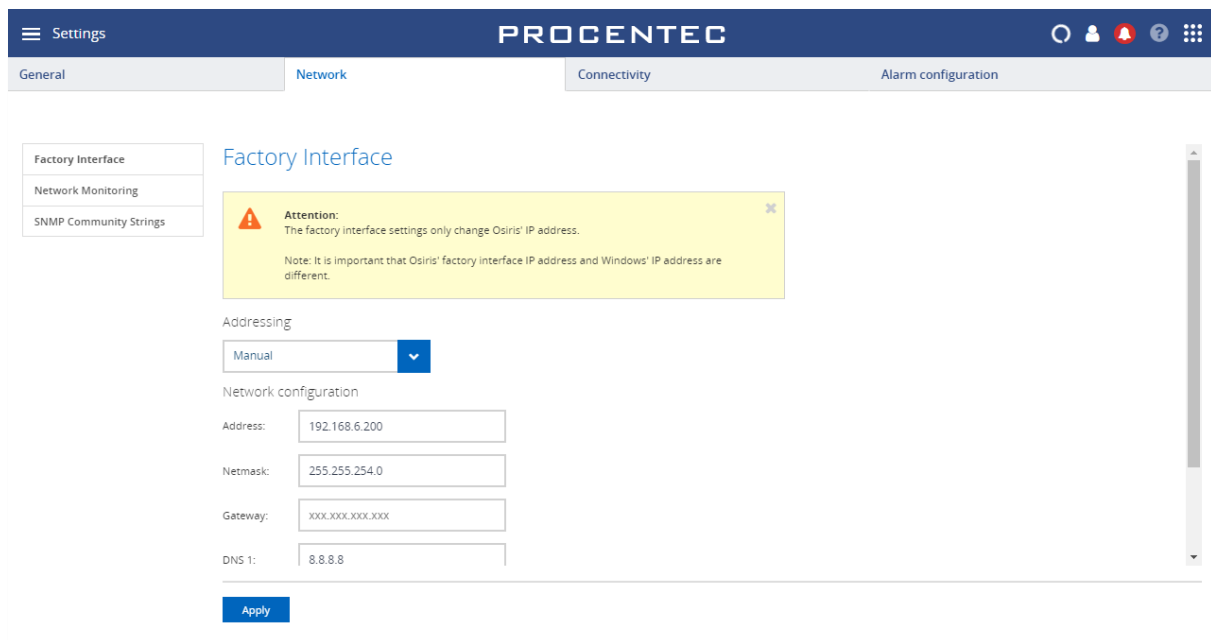 Settings
PROCENTEC
General
Network
Connectivity
Alarm configuration
Factory Interface
Network Monitoring
SNMP Community Strings
Factory Interface
Attention:
The factory interface settings only change Osiris' IP address.
Note: It is important that Osiris' factory interface IP address and Windows' IP address are
different.
Addressing
Manual
Network configuration
Address:
192.168.6.200
Netmask:
255.255.254.0
Gateway:
xxx.xxx.xxx.xxx
DNS 1:
8.8.8.8
Apply